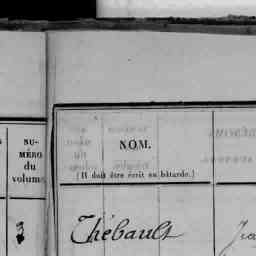 NU-
MÉRO
du
volume
NOM.
(Il doit être écrit en bâtarde.)
3
Thébault